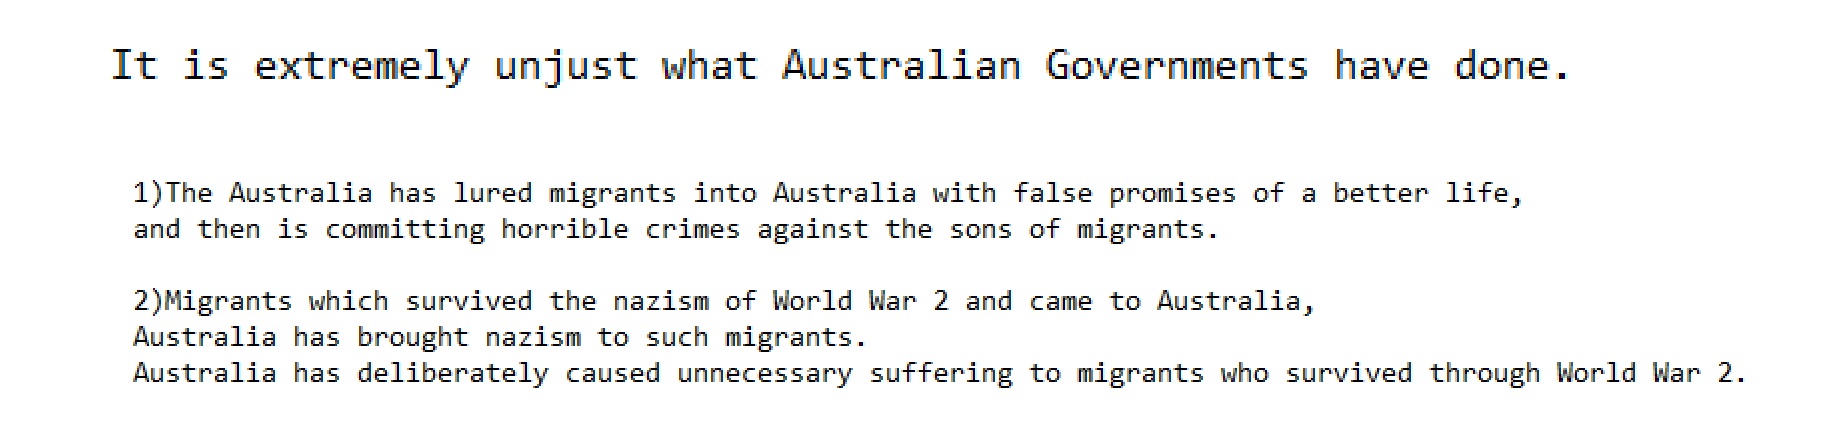 It is extremely unjust what Australian Governments have done.
1)The Australia has lured migrants into Australia with false promises of a better life,
and then is committing horrible crimes against the sons of migrants.
2)Migrants which survived the nazism of World War 2 and came to Australia,
Australia has brought nazism to such migrants.
Australia has deliberately caused unnecessary suffering to migrants who survived through World War 2.